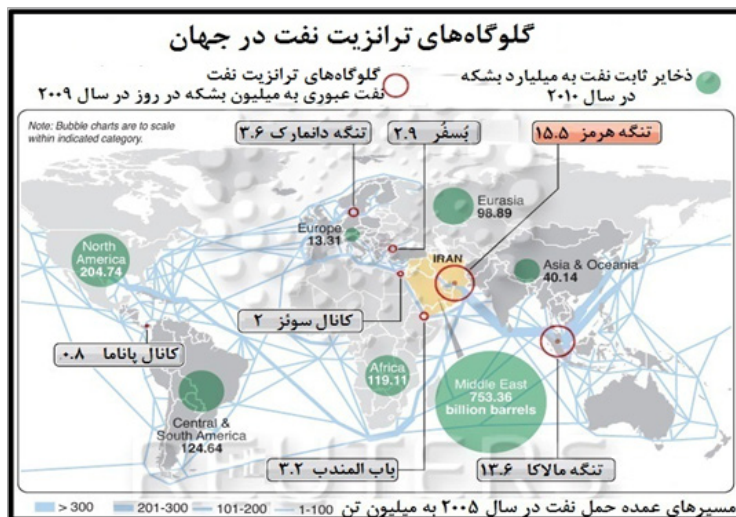 گلوگاه‌های ترانزیت نفت در جهان
ذخایر ثابت نفت به میلیارد بشکه
در سال ۲۰۱۰
گلوگاه‌های ترانزیت نفت
نفت عبوری به میلیون بشکه در روز در سال ۲۰۰۹
Note: Bubble charts are to scale
within indicated category.
تنگه دانمارک ۳.۶
بُسفُر ۲.۹
تنگه هرمز ۱۵.۵
Eurasia
98.89
Europe
13.31
North
America
204.74
IRAN
Asia & Oceania
40.14
کانال سوئز ۲
کانال پاناما ۰.۸
Africa
119.11
Middle East
753.36
billion barrels
Central &
South America
124.64
باب المندب ۳.۲
تنگه مالاکا ۱۳.۶
REUTERS
مسیرهای عمده حمل نفت در سال ۲۰۰۵ به میلیون تن
> 300 201-300 101-200 1-100